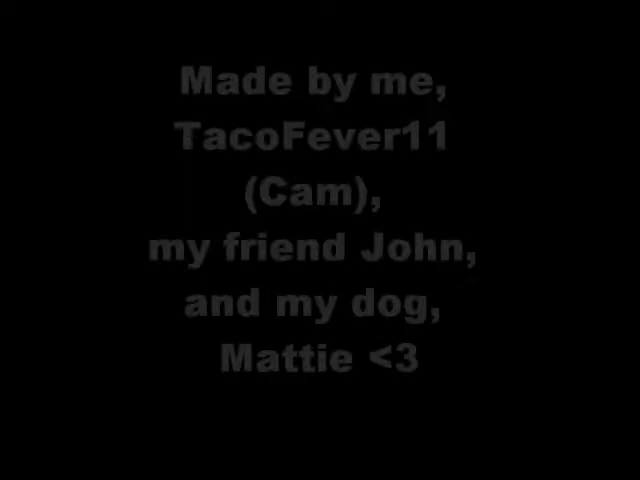 Made by me,
TacoFever11
(Cam),
my friend John,
and my dog,
Mattie <3